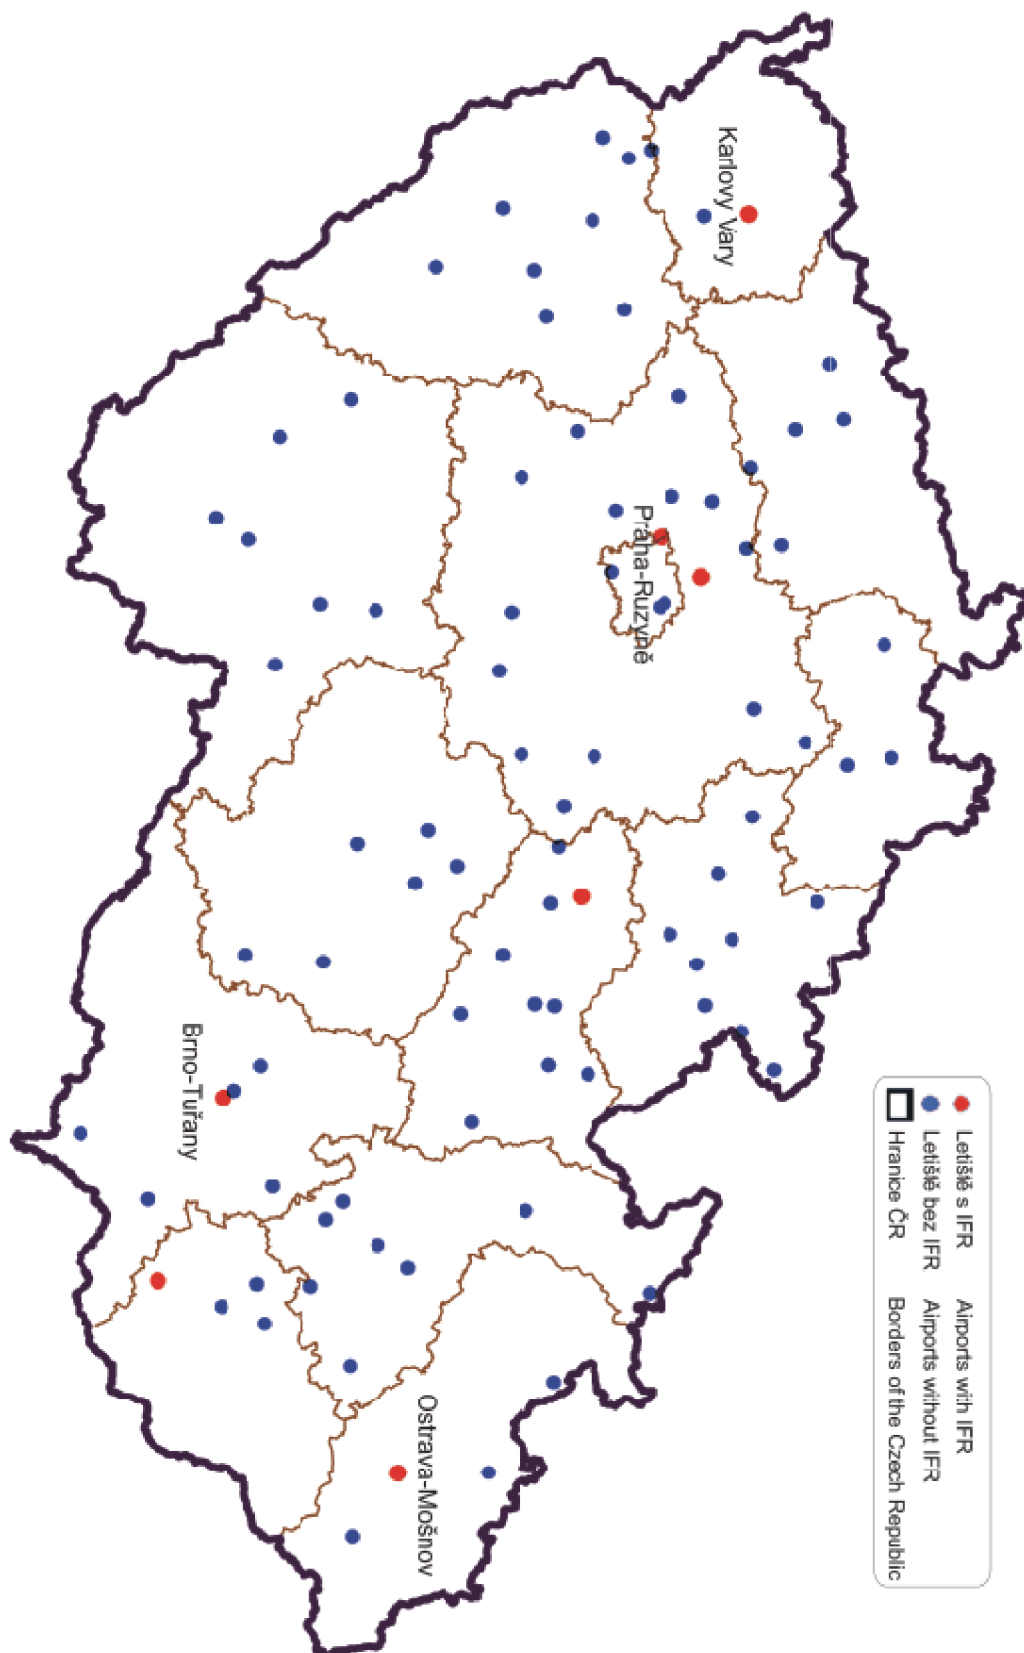 Karlovy Vary
Praha-Ruzyně
Brno-Tuřany
Ostrava-Mošnov
Letiště s IFR Airports with IFR
Letiště bez IFR Airports without IFR
Hranice ČR Borders of the Czech Republic